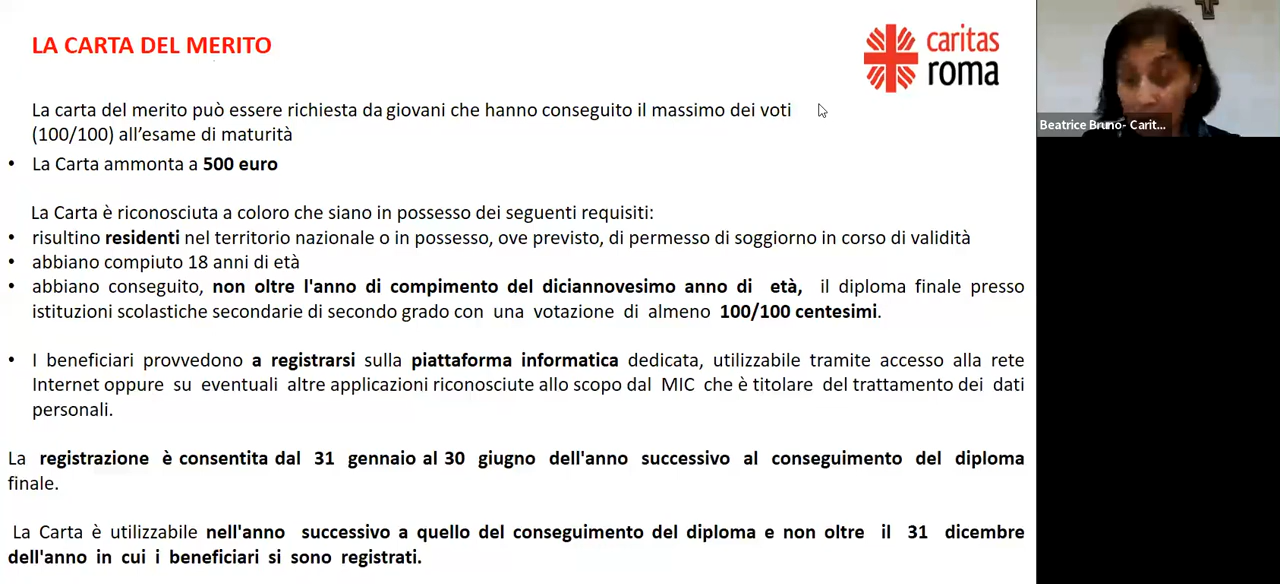 LA CARTA DEL MERITO
caritas
roma
Beatrice Bruno- Carit...
La carta del merito può essere richiesta da giovani che hanno conseguito il massimo dei voti
(100/100) all'esame di maturità
• La Carta ammonta a 500 euro
La Carta è riconosciuta a coloro che siano in possesso dei seguenti requisiti:
• risultino residenti nel territorio nazionale o in possesso, ove previsto, di permesso di soggiorno in corso di validità
• abbiano compiuto 18 anni di età
• abbiano conseguito, non oltre l'anno di compimento del diciannovesimo anno di età, il diploma finale presso
istituzioni scolastiche secondarie di secondo grado con una votazione di almeno 100/100 centesimi.
• I beneficiari provvedono a registrarsi sulla piattaforma informatica dedicata, utilizzabile tramite accesso alla rete
Internet oppure su eventuali altre applicazioni riconosciute allo scopo dal MIC che è titolare del trattamento dei dati
personali.
La registrazione è consentita dal 31 gennaio al 30 giugno dell'anno successivo al conseguimento del diploma
finale.
La Carta è utilizzabile nell'anno successivo a quello del conseguimento del diploma e non oltre il 31 dicembre
dell'anno in cui i beneficiari si sono registrati.